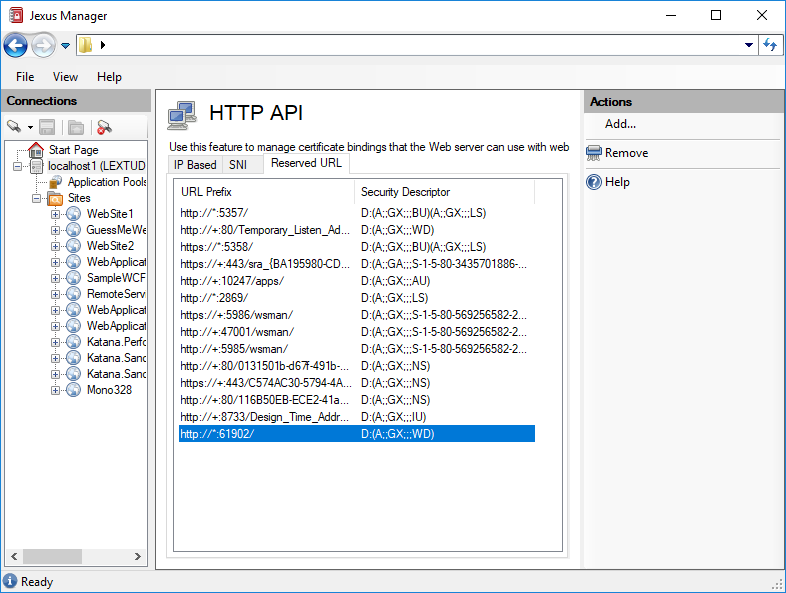 Jexus Manager
File View Help
Connections
Start Page
localhost1 (LEXTUD
Application Pools
Sites
WebSite1
GuessMeWe
WebSite2
WebApplicat
SampleWCF
RemoteServ
WebApplicat
WebApplicat
Katana.Perfo
Katana.Sanc
Katana.Sanc
Mono328
HTTP API
Use this feature to manage certificate bindings that the Web server can use with web
IP Based SNI Reserved URL
URL Prefix Security Descriptor
http://*:5357/ D:(A;;GX;;;BU)(A;;GX;;;LS)
http://+:80/Temporary_Listen_Ad... D:(A;;GX;;;WD)
https://*:5358/ D:(A;;GX;;;BU)(A;;GX;;;LS)
https://+:443/sra_{BA195980-CD... D:(A;;GA;;;S-1-5-80-3435701886-...
http://+:10247/apps/ D:(A;;GX;;;AU)
http://*:2869/ D:(A;;GX;;;LS)
https://+:5986/wsman/ D:(A;;GX;;;S-1-5-80-569256582-2...
http://+:47001/wsman/ D:(A;;GX;;;S-1-5-80-569256582-2...
http://+:5985/wsman/ D:(A;;GX;;;S-1-5-80-569256582-2...
http://+:80/0131501b-d67f-491b-... D:(A;;GX;;;NS)
https://+:443/C574AC30-5794-4A... D:(A;;GX;;;NS)
http://+:80/116B50EB-ECE2-41a... D:(A;;GX;;;NS)
http://+:8733/Design_Time_Addr... D:(A;;GX;;;IU)
http://*:61902/ D:(A;;GX;;;WD)
Actions
Add...
Remove
Help
Ready